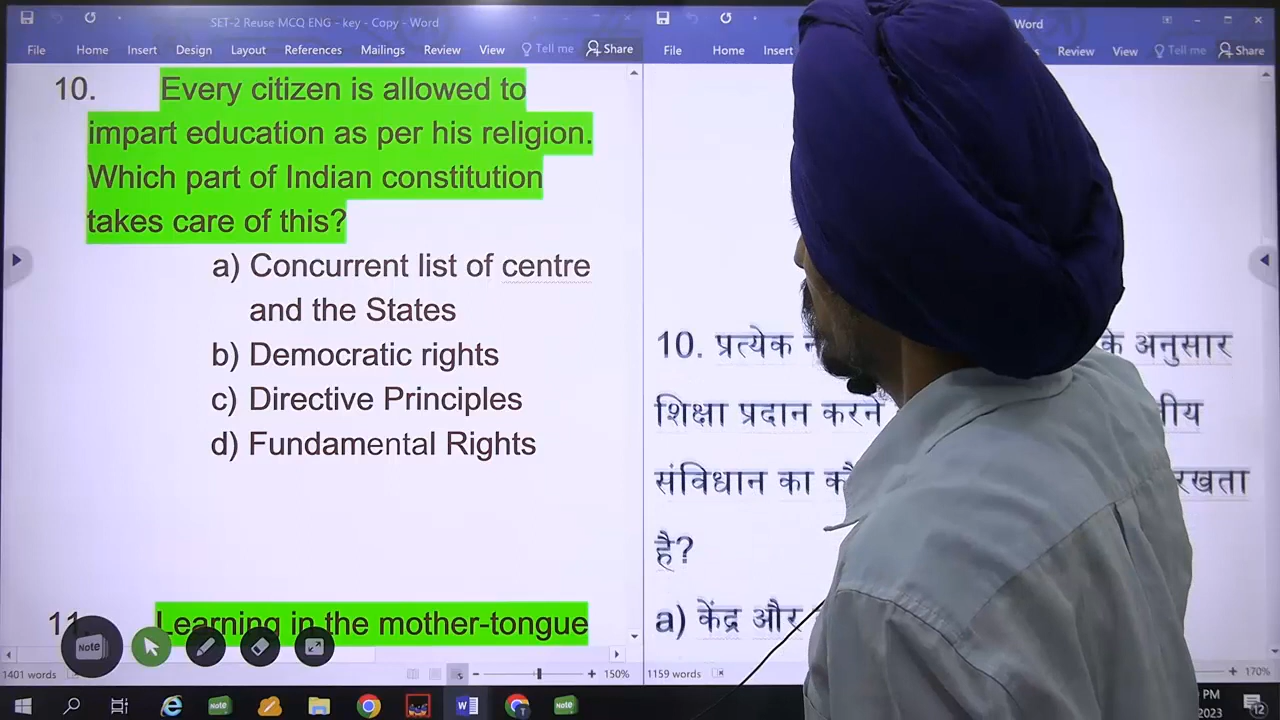 SET-2 Reuse MCQ ENG - key - Copy - Word
File Home Insert Design Layout References Mailings Review View Tell me Share
10. Every citizen is allowed to
impart education as per his religion.
Which part of Indian constitution
takes care of this?
a) Concurrent list of centre
and the States
b) Democratic rights
c) Directive Principles
d) Fundamental Rights
11. Learning in the mother-tongue
Note
1401 words
150%
Word
File Home Insert Review View Tell me Share
10. प्रत्येक के अनुसार
शिक्षा प्रदान करने
संविधान का रखता
है?
a) केंद्र और
1159 words
170%
Note
Note
PM
2023
12